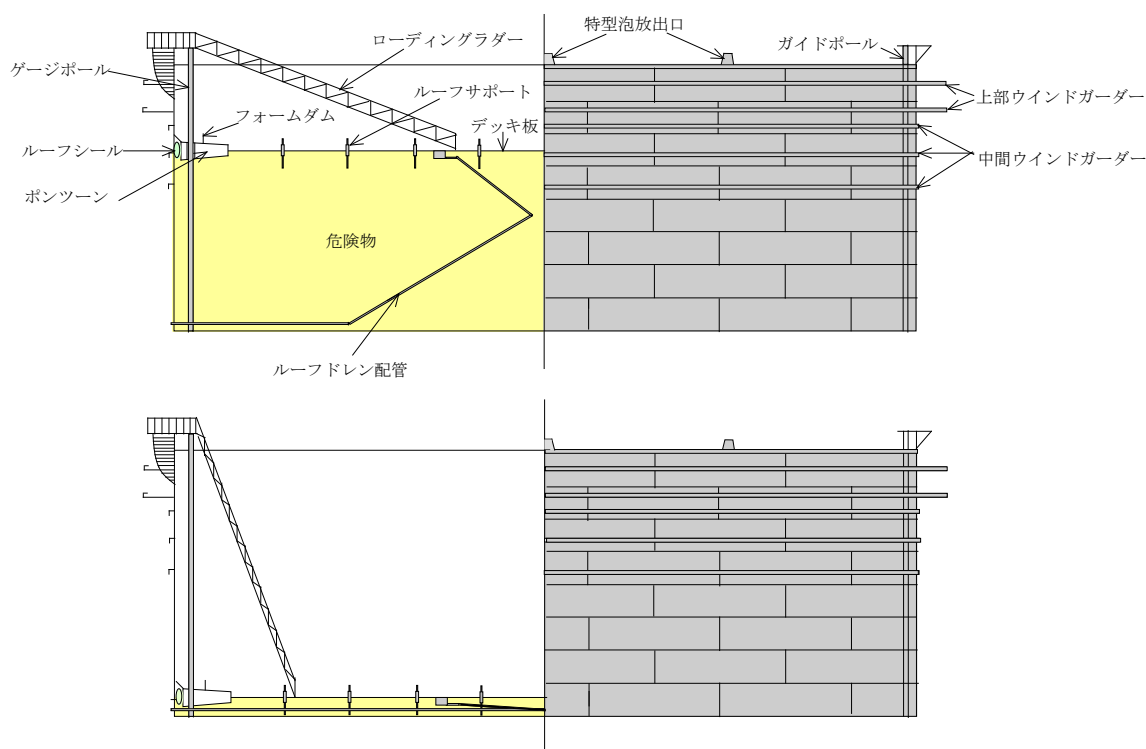 特型泡放出口
ローディングラダー
ガイドポール
ゲージポール
ルーフサポート
上部ウインドガーダー
フォームダム
デッキ板
ルーフシール
中間ウインドガーダー
ポンツーン
危険物
ルーフドレン配管